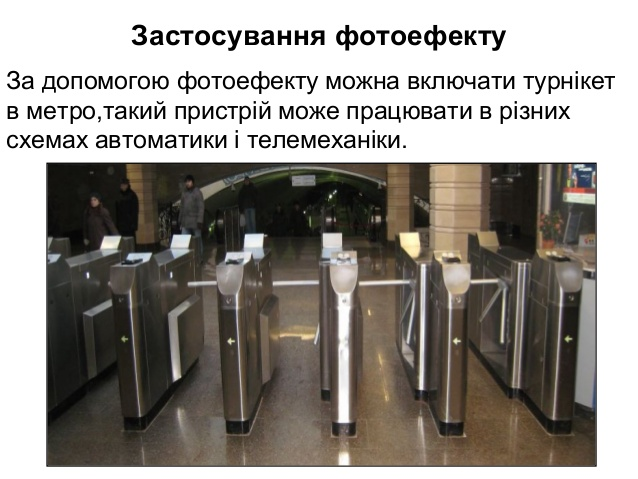 Застосування фотоефекту
За допомогою фотоефекту можна включати турнікет
в метро,такий пристрій може працювати в різних
схемах автоматики і телемеханіки.